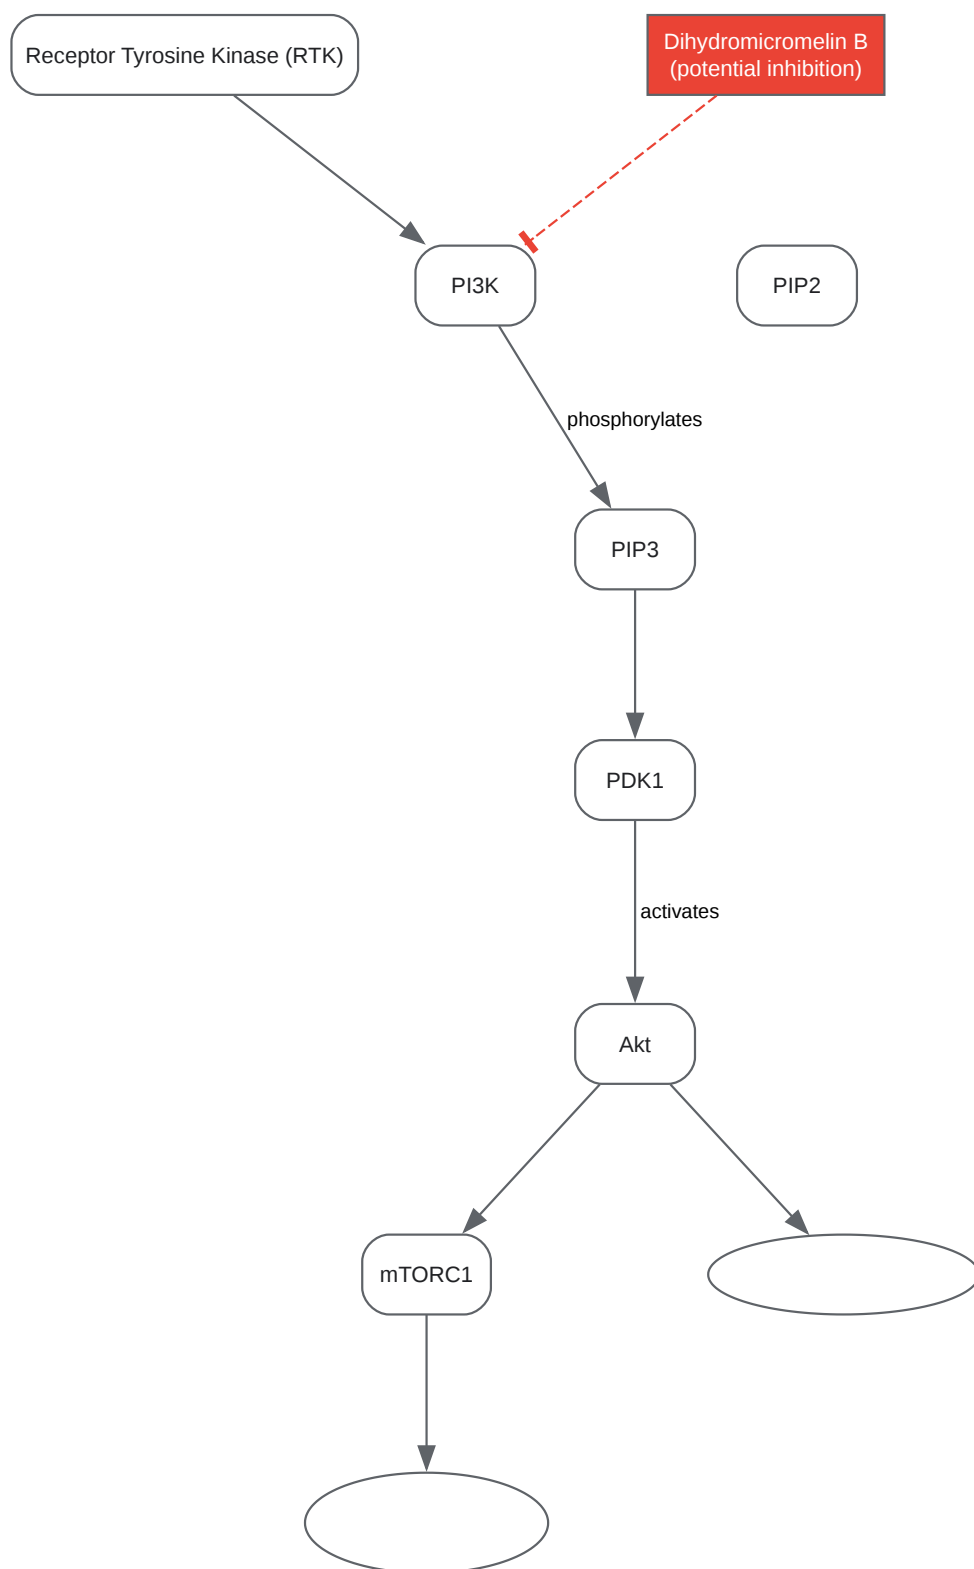 Receptor Tyrosine Kinase (RTK)
Dihydromicromelin B
(potential inhibition)
PI3K
PIP2
phosphorylates
PIP3
PDK1
activates
Akt
mTORC1